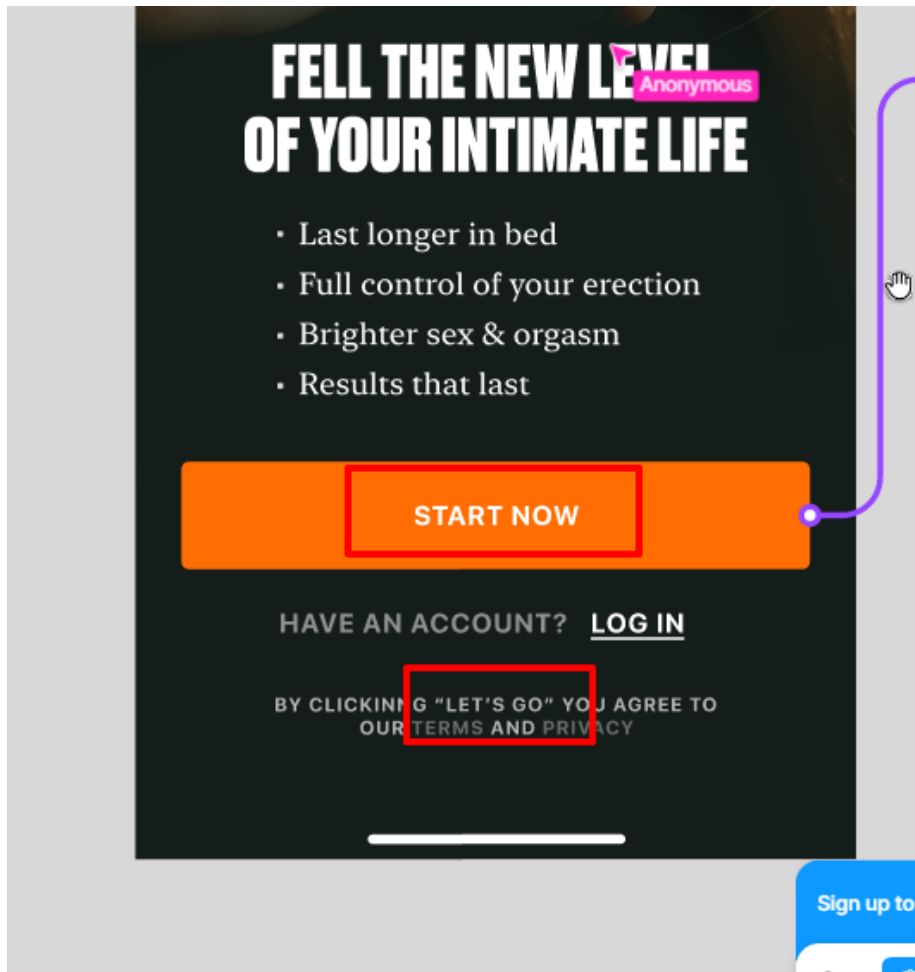 FELL THE NEW LEVEL
Anonymous
OF YOUR INTIMATE LIFE
· Last longer in bed
· Full control of your erection
· Brighter sex & orgasm
· Results that last
START NOW
HAVE AN ACCOUNT? LOG IN
BY CLICKINNG “LET’S GO” YOU AGREE TO
OUR TERMS AND PRIVACY
Sign up to